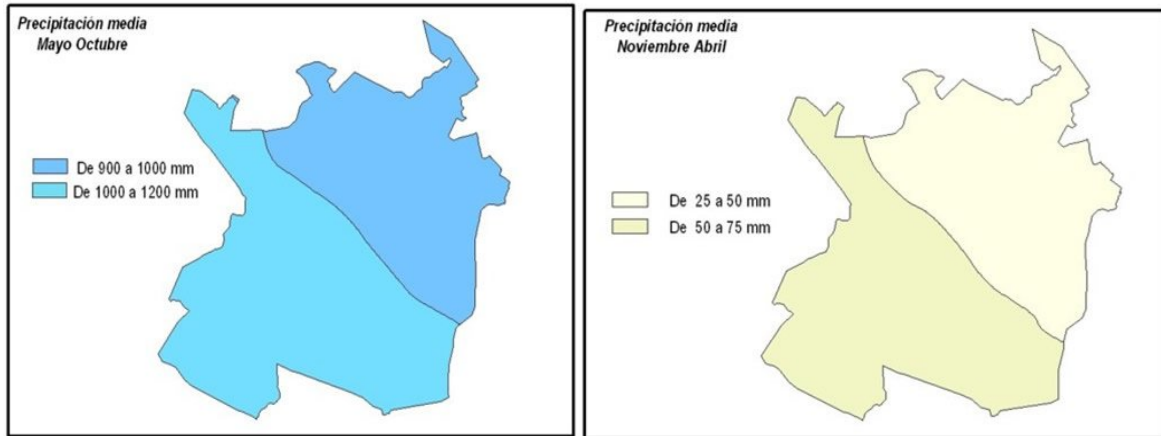 Precipitación media
Mayo Octubre
De 900 a 1000 mm
De 1000 a 1200 mm
Precipitación media
Noviembre Abril
De 25 a 50 mm
De 50 a 75 mm